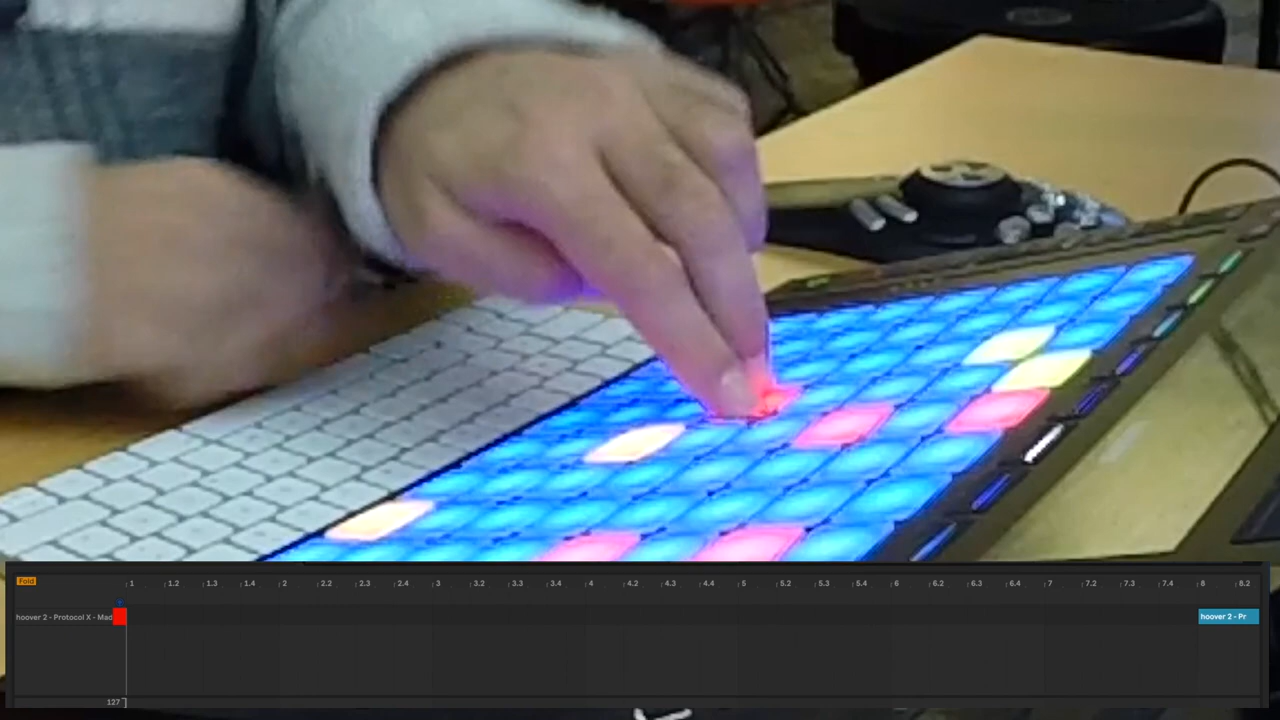 Fold
1 1.2 1.3 1.4 2 2.2 2.3 2.4 3 3.2 3.3 3.4 4 4.2 4.3 4.4 5 5.2 5.3 5.4 6 6.2 6.3 6.4 7 7.2 7.3 7.4 8 8.2
hoover 2 - Protocol X - Mad hoover 2 - Pr
127